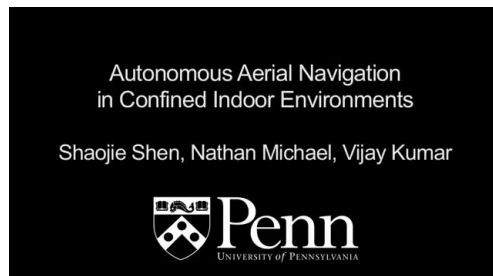 Autonomous Aerial Navigation
in Confined Indoor Environments
Shaojie Shen, Nathan Michael, Vijay Kumar
Penn
UNIVERSITY of PENNSYLVANIA